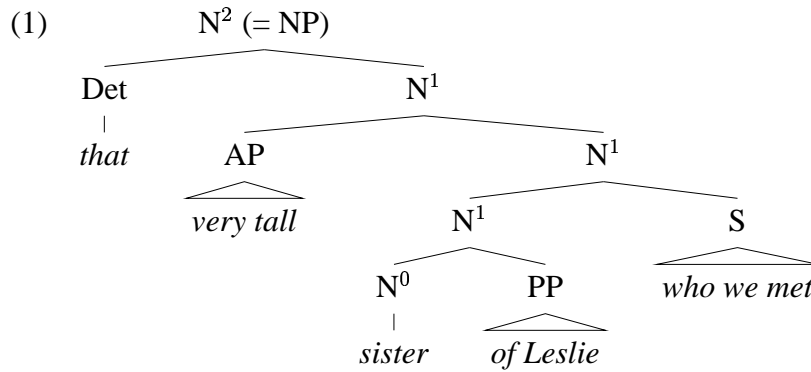 (1) N² (= NP)
Det N¹
that AP N¹
very tall N¹ S
N⁰ PP who we met
sister of Leslie